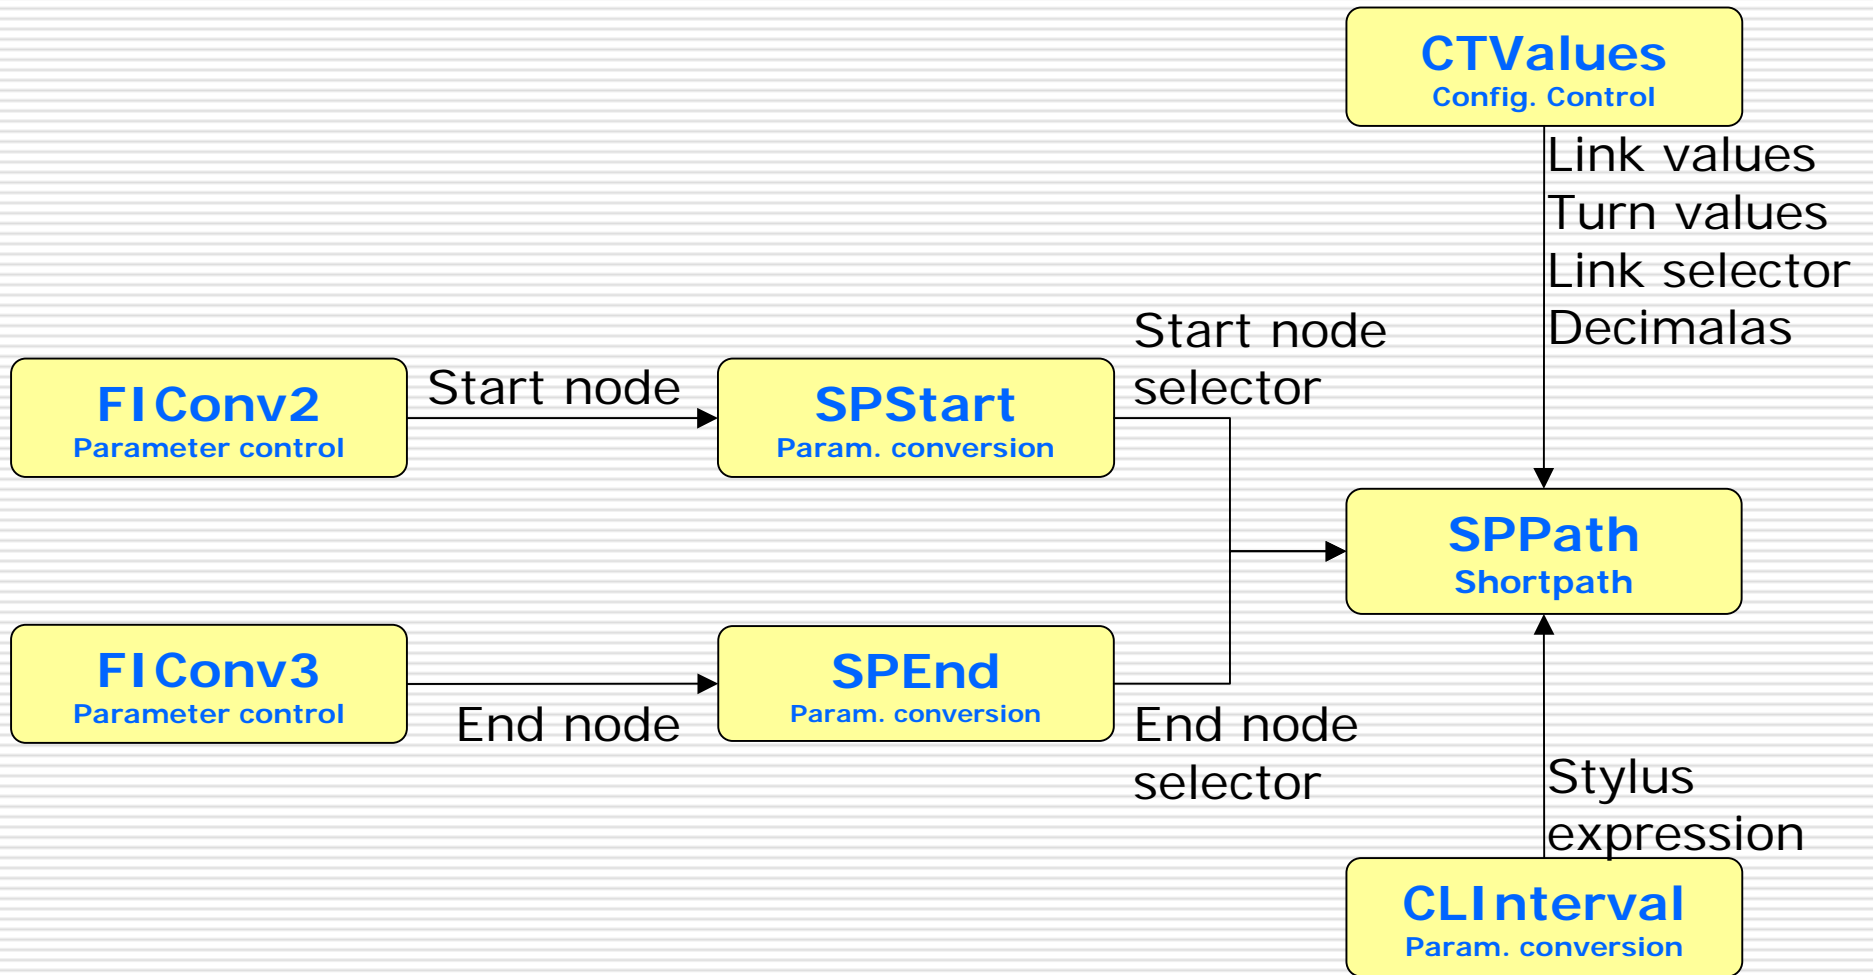 CTValues
Config. Control
Link values
Turn values
Link selector
Decimalas
Start node
selector
FIConv2
Parameter control
Start node
SPStart
Param. conversion
SPPath
Shortpath
FIConv3
Parameter control
End node
SPEnd
Param. conversion
End node
selector
Stylus
expression
CLInterval
Param. conversion